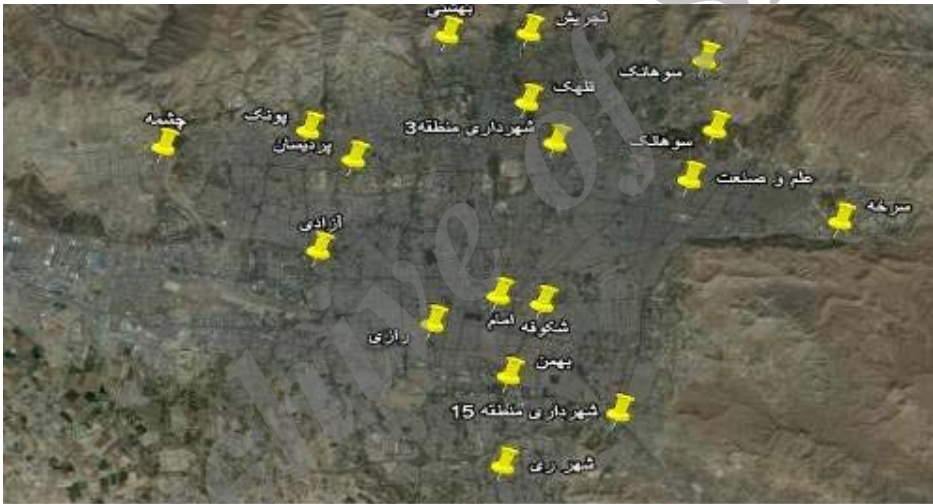 بهشتی
تجریش
سوهانک
قلهک
پونک
چشمه
شهرداری منطقه3
پردیسان
سوهانک
علم و صنعت
سرخه
آزادی
امام
شکوفه
رازی
بهمن
شهرداری منطقه 15
شهر ری